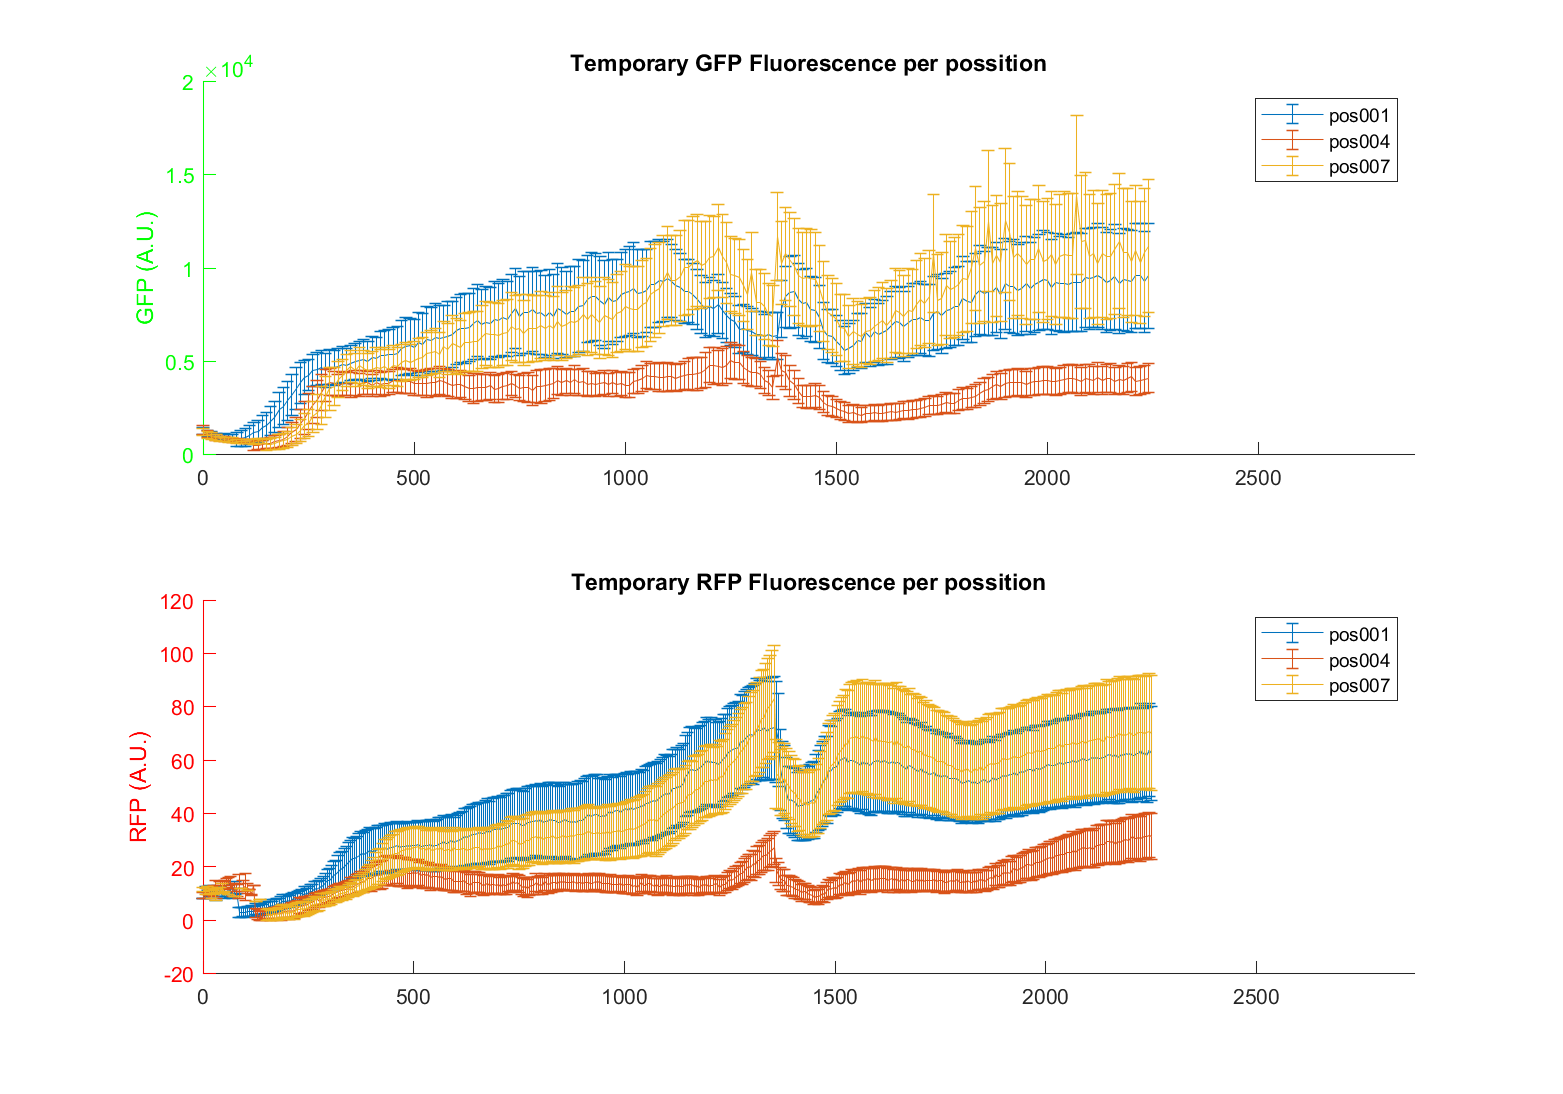 Temporary GFP Fluorescence per possition
×10⁴
2
1.5
1
0.5
0
GFP (A.U.)
0 500 1000 1500 2000 2500
pos001
pos004
pos007
Temporary RFP Fluorescence per possition
120
100
80
60
40
20
0
-20
RFP (A.U.)
0 500 1000 1500 2000 2500
pos001
pos004
pos007